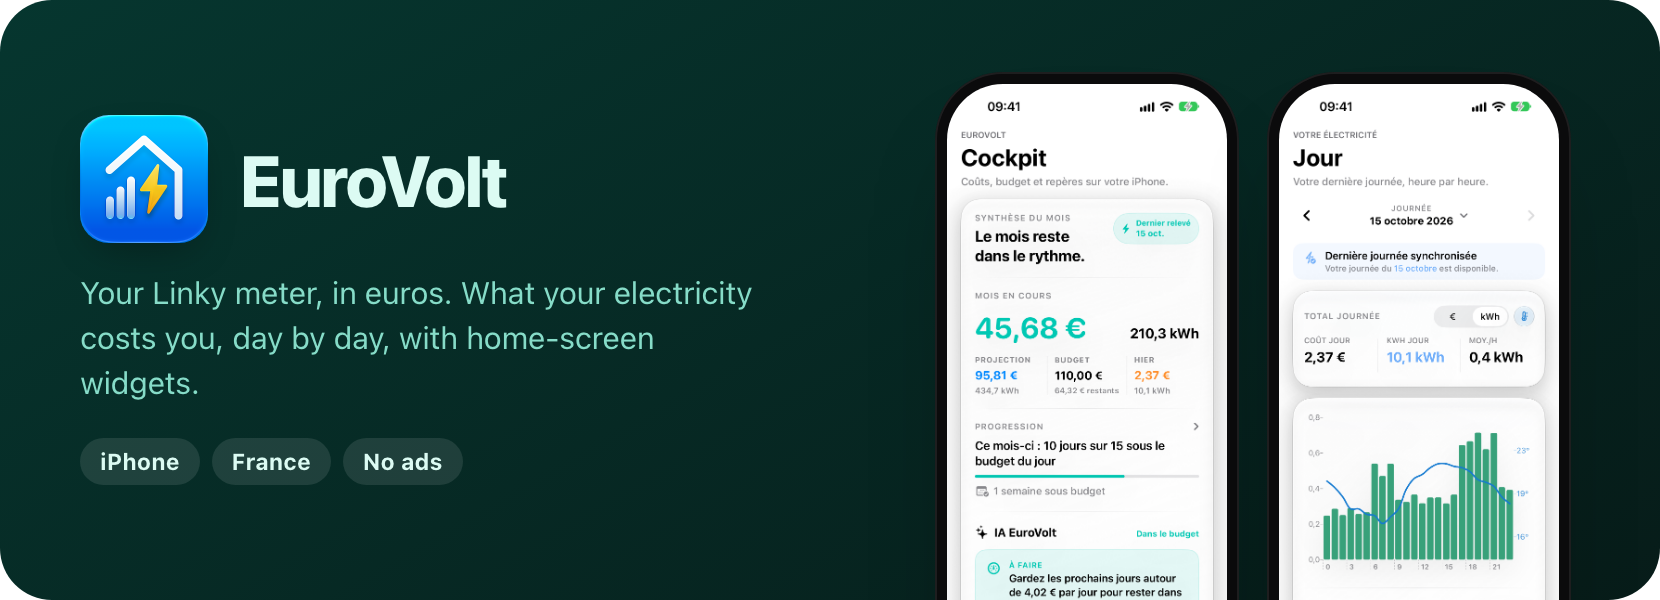 EuroVolt
Your Linky meter, in euros. What your electricity
costs you, day by day, with home-screen
widgets.
iPhone
France
No ads
09:41
EUROVOLT
Cockpit
Coûts, budget et repères sur votre iPhone.
SYNTHÈSE DU MOIS
Le mois reste
dans le rythme.
Dernier relevé
15 oct.
MOIS EN COURS
45,68 €
210,3 kWh
PROJECTION
95,81 €
434,7 kWh
BUDGET
110,00 €
64,32 € restants
HIER
2,37 €
10,1 kWh
PROGRESSION
Ce mois-ci : 10 jours sur 15 sous le
budget du jour
1 semaine sous budget
IA EuroVolt
Dans le budget
À FAIRE
Gardez les prochains jours autour
de 4,02 € par jour pour rester dans
09:41
VOTRE ÉLECTRICITÉ
Jour
Votre dernière journée, heure par heure.
JOURNÉE
15 octobre 2026
Dernière journée synchronisée
Votre journée du 15 octobre est disponible.
TOTAL JOURNÉE
€
kWh
COÛT JOUR
2,37 €
KWH JOUR
10,1 kWh
MOY./H
0,4 kWh
0,8
0,6
0,4
0,2
0,0
23°
19°
16°
0 3 6 9 12 15 18 21